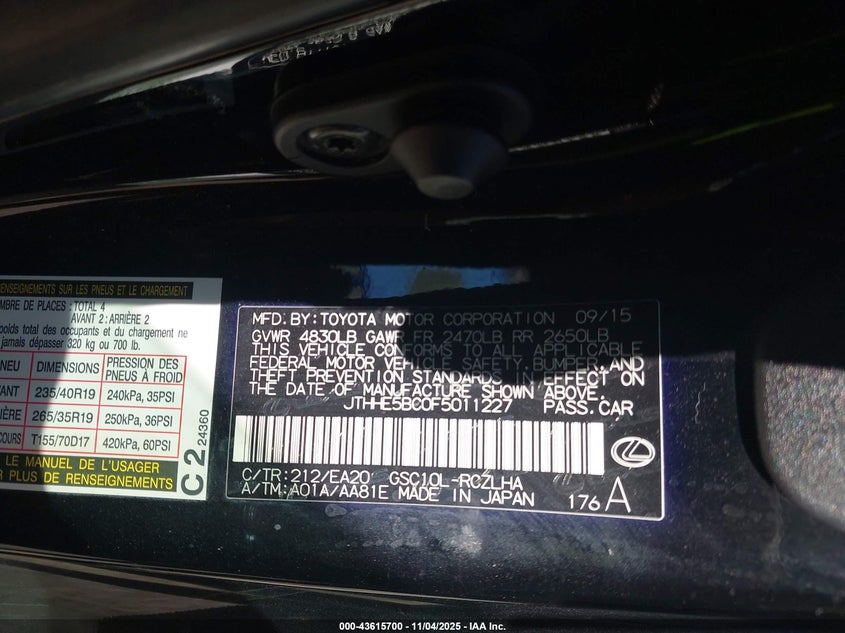 RENSEIGNEMENTS SUR LES PNEUS ET LE CHARGEMENT
MBRE DE PLACES: TOTAL 4
AVANT 2: ARRIÈRE 2
poids total des occupants et du chargement ne
jamais dépasser 320 kg ou 700 lb.
NEU DIMENSIONS PRESSION DES PNEUS À FROID
ANT 235/40R19 240kPa, 35PSI
IÈRE 265/35R19 250kPa, 36PSI
COURS T155/70D17 420kPa, 60PSI
LE MANUEL DE L'USAGER
R PLUS DE RENSEIGNEMENTS
C 2 24360
MFD. BY: TOYOTA MOTOR CORPORATION 09/15
GVWR 4830LB GAWR FR 2470LB RR 2650LB
THIS VEHICLE CONFORMS TO ALL APPLICABLE
FEDERAL MOTOR VEHICLE SAFETY, BUMPER, AND
THEFT PREVENTION STANDARDS IN EFFECT ON
THE DATE OF MANUFACTURE SHOWN ABOVE.
JTHHE5BC0F5011227 PASS. CAR
C/TR: 212/EA20 GSC10L-RCZLHA
A/TM: A01A/AA81E MADE IN JAPAN 176 A
000-43615700 - 11/04/2025 - IAA Inc.